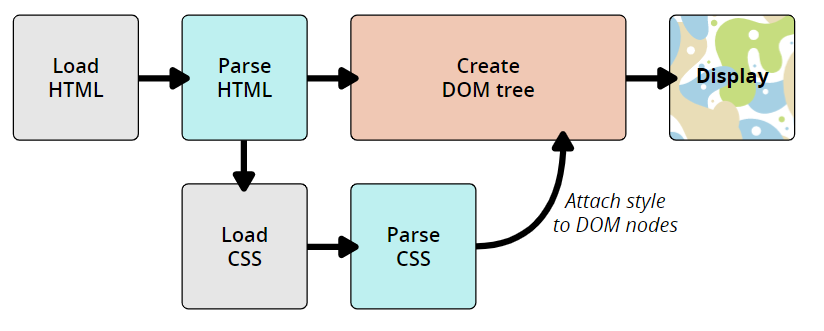 Load
HTML
Parse
HTML
Create
DOM tree
Display
Load
CSS
Parse
CSS
Attach style
to DOM nodes